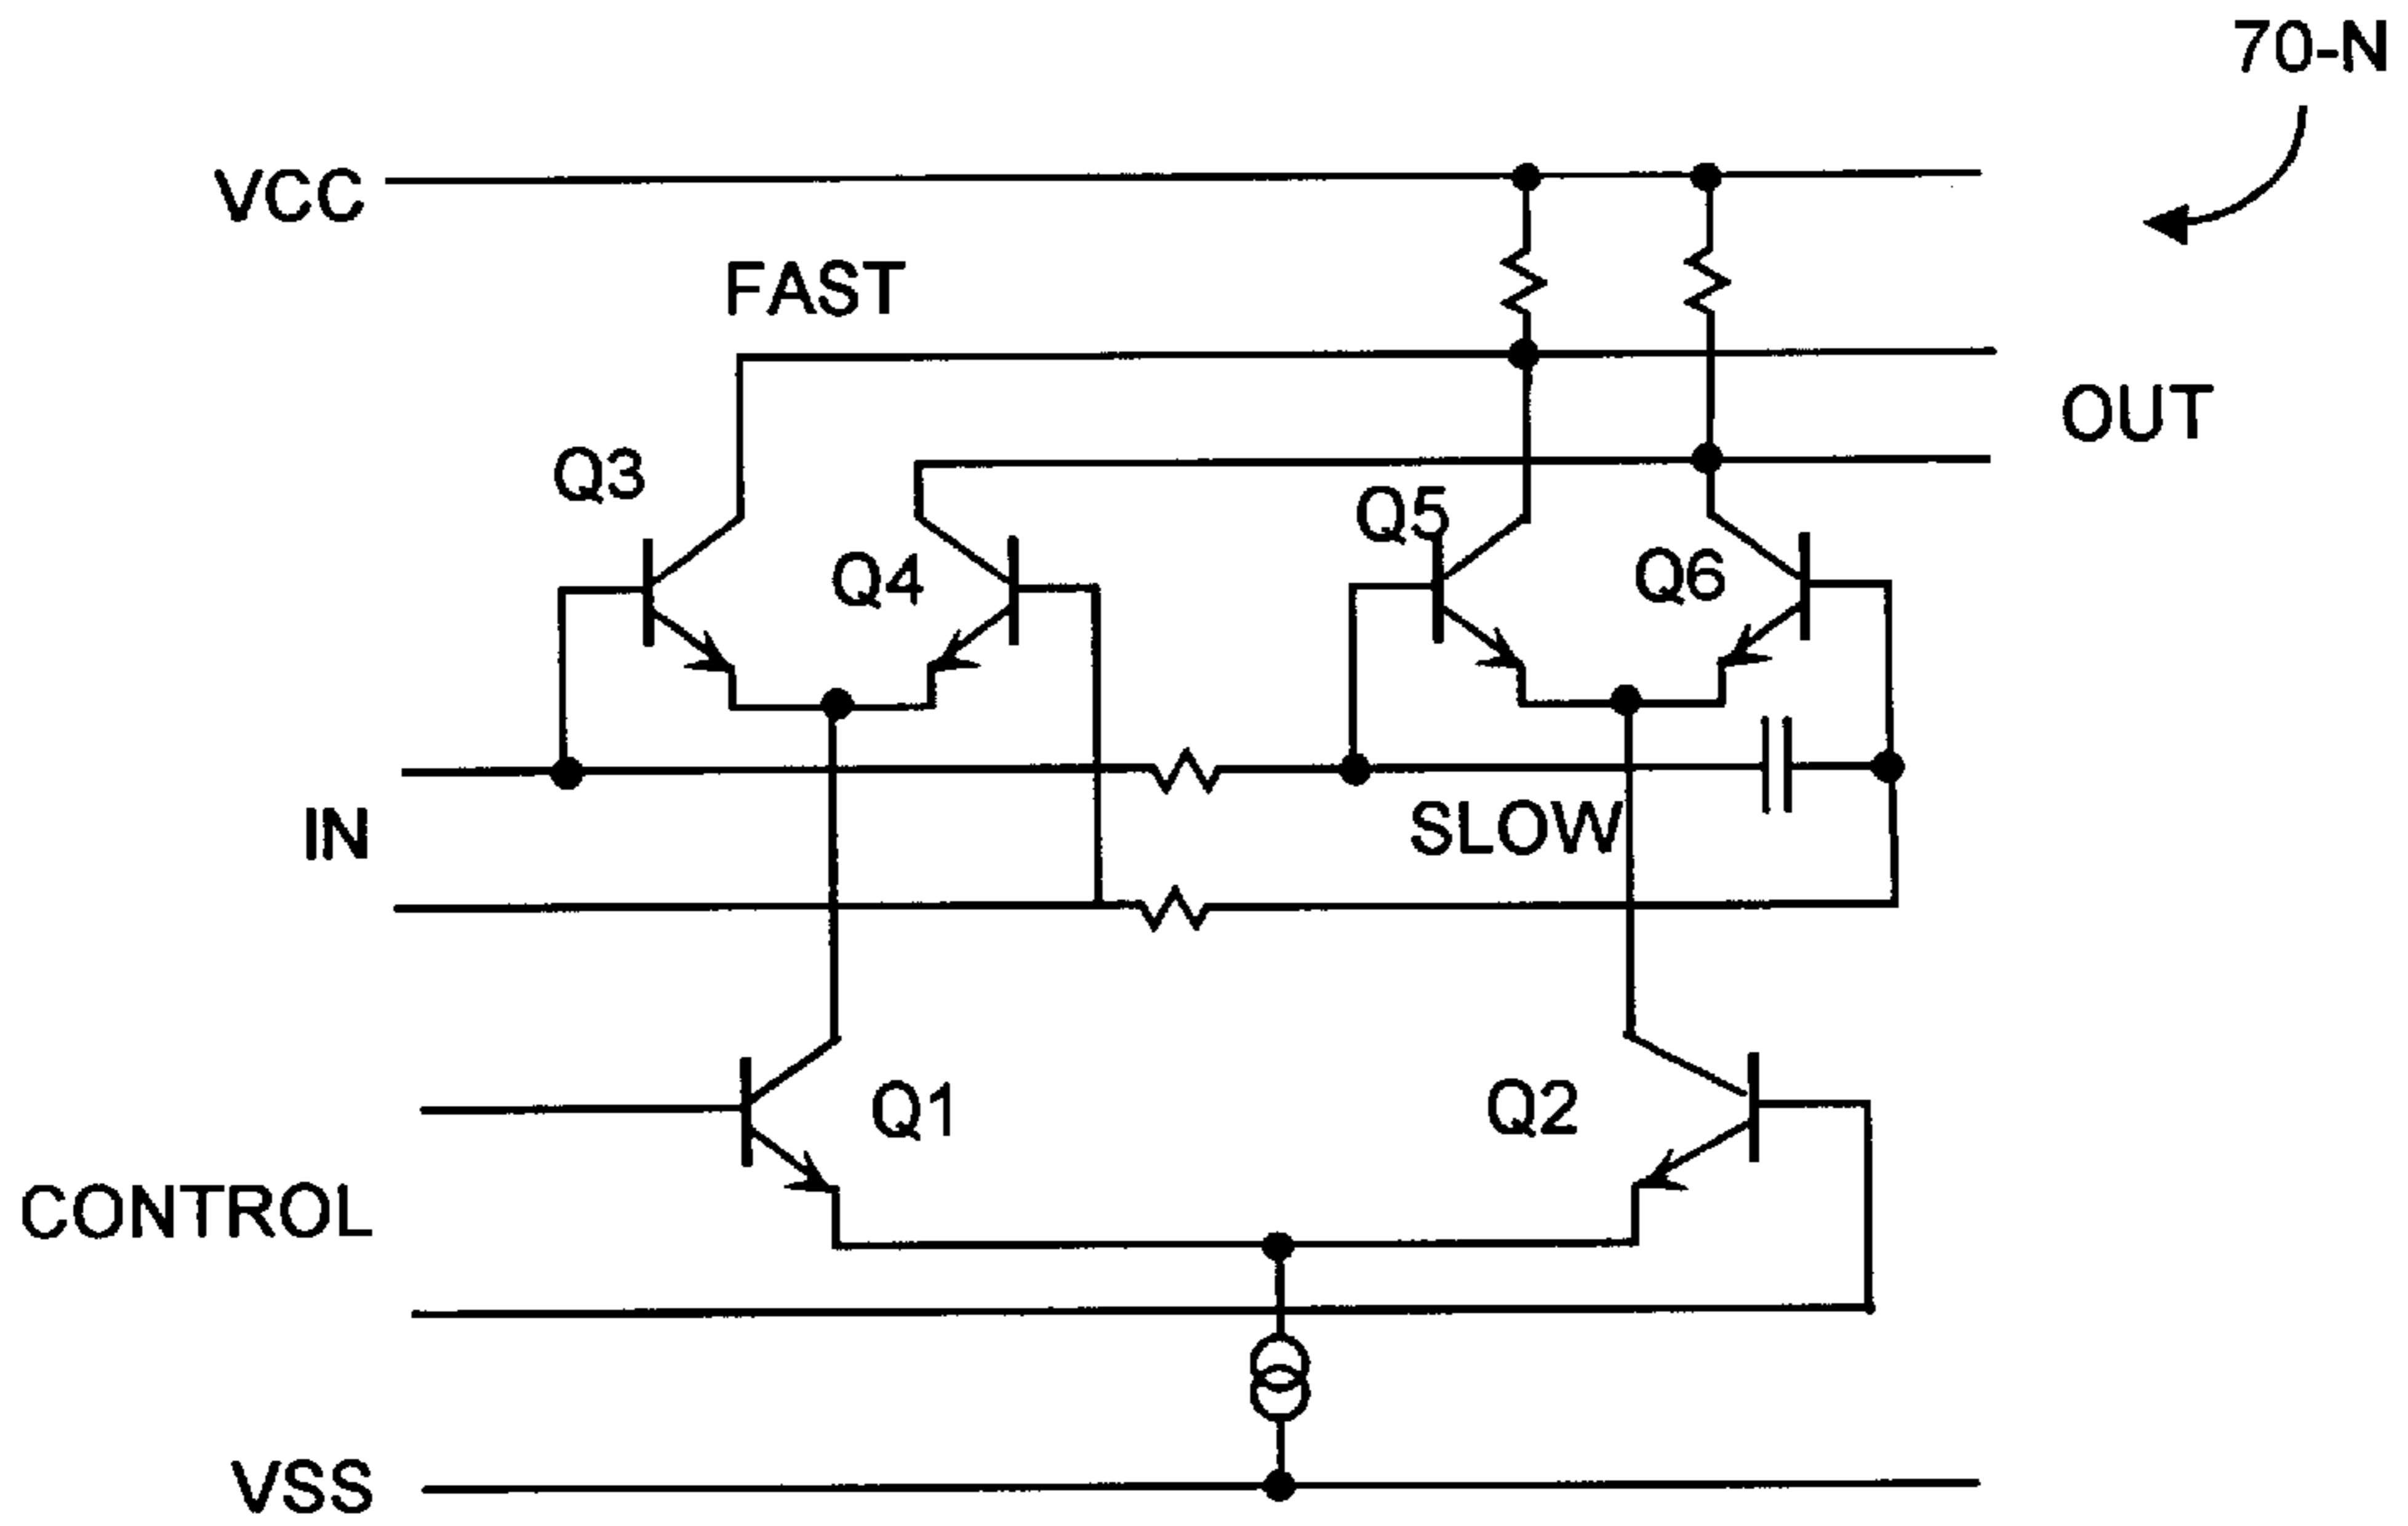 70-N
VCC
FAST
OUT
Q3
Q5
Q4
Q6
IN
SLOW
Q1
Q2
CONTROL
VSS